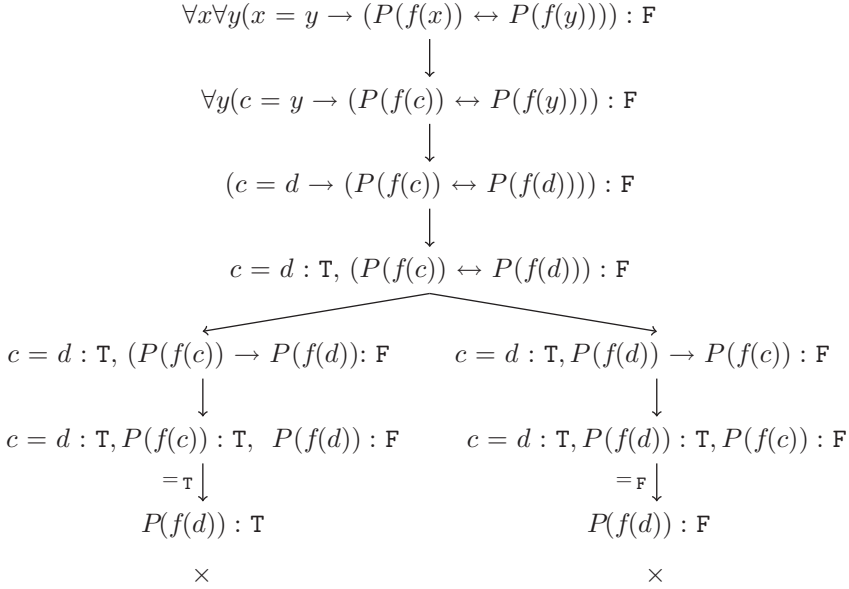 ∀x∀y(x = y → (P(f(x)) ↔ P(f(y)))) : F
∀y(c = y → (P(f(c)) ↔ P(f(y)))) : F
(c = d → (P(f(c)) ↔ P(f(d)))) : F
c = d : T, (P(f(c)) ↔ P(f(d))) : F
c = d : T, (P(f(c)) → P(f(d)): F
c = d : T, P(f(d)) → P(f(c)) : F
c = d : T, P(f(c)) : T, P(f(d)) : F
c = d : T, P(f(d)) : T, P(f(c)) : F
=T
=F
P(f(d)) : T
P(f(d)) : F
×
×